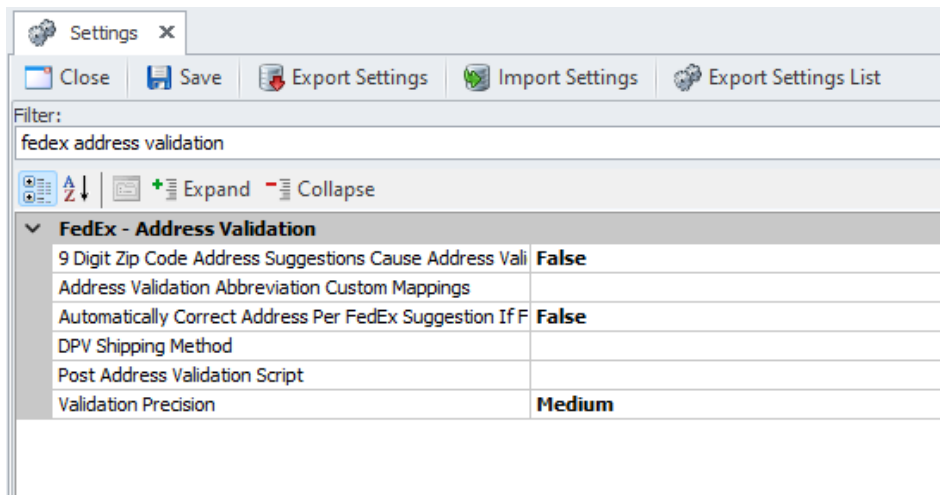 Settings
Close Save Export Settings Import Settings Export Settings List
Filter:
fedex address validation
A Z Expand Collapse
FedEx - Address Validation
9 Digit Zip Code Address Suggestions Cause Address Vali False
Address Validation Abbreviation Custom Mappings
Automatically Correct Address Per FedEx Suggestion If F False
DPV Shipping Method
Post Address Validation Script
Validation Precision Medium